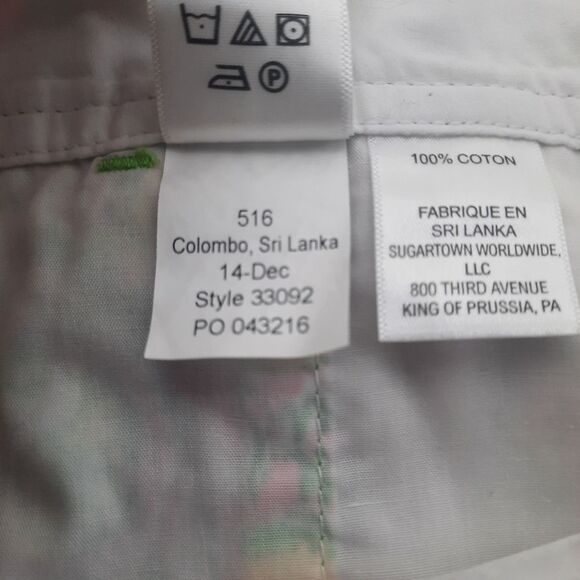 P
516
Colombo, Sri Lanka
14-Dec
Style 33092
PO 043216
100% COTON
FABRIQUE EN
SRI LANKA
SUGARTOWN WORLDWIDE,
LLC
800 THIRD AVENUE
KING OF PRUSSIA, PA